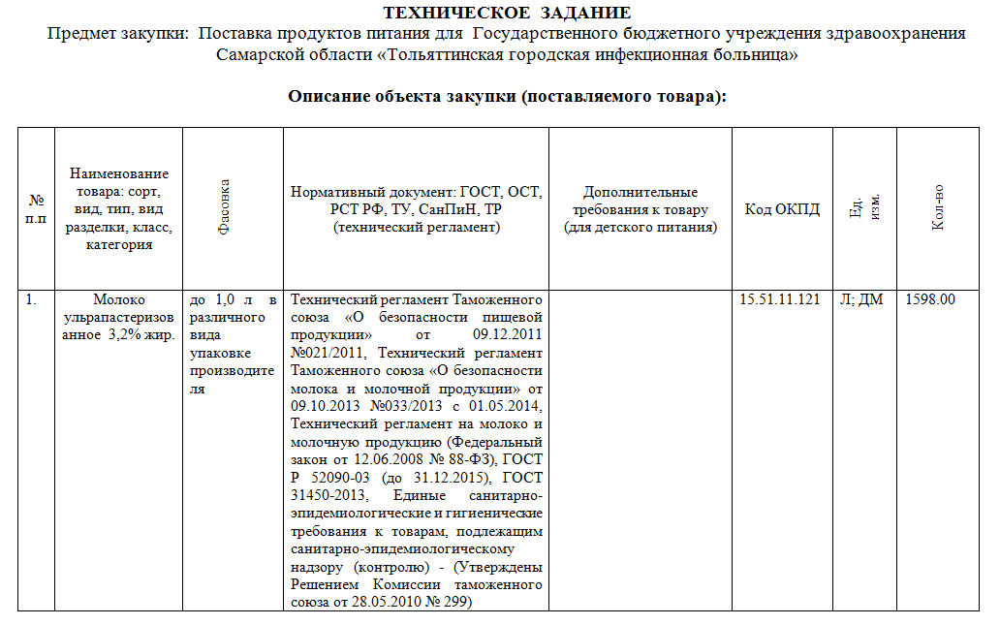 ТЕХНИЧЕСКОЕ ЗАДАНИЕ
Предмет закупки: Поставка продуктов питания для Государственного бюджетного учреждения здравоохранения
Самарской области «Тольяттинская городская инфекционная больница»
Описание объекта закупки (поставляемого товара):
№
п.п
Наименование
товара: сорт,
вид, тип, вид
разделки, класс,
категория
Фасовка
Нормативный документ: ГОСТ, ОСТ,
РСТ РФ, ТУ, СанПиН, ТР
(технический регламент)
Дополнительные
требования к товару
(для детского питания)
Код ОКПД
Ед.
изм.
Кол-во
1.
Молоко
ульрапастеризов
анное 3,2% жир.
до 1,0 л в
различного
вида
упаковке
производите
ля
Технический регламент Таможенного
союза «О безопасности пищевой
продукции» от 09.12.2011
№021/2011, Технический регламент
Таможенного союза «О безопасности
молока и молочной продукции» от
09.10.2013 №033/2013 с 01.05.2014,
Технический регламент на молоко и
молочную продукцию (Федеральный
закон от 12.06.2008 № 88-ФЗ), ГОСТ
Р 52090-03 (до 31.12.2015), ГОСТ
31450-2013, Единые санитарно-
эпидемиологические и гигиенические
требования к товарам, подлежащим
санитарно-эпидемиологическому
надзору (контролю) - (Утверждены
Решением Комиссии таможенного
союза от 28.05.2010 № 299)
15.51.11.121
Л; ДМ
1598.00